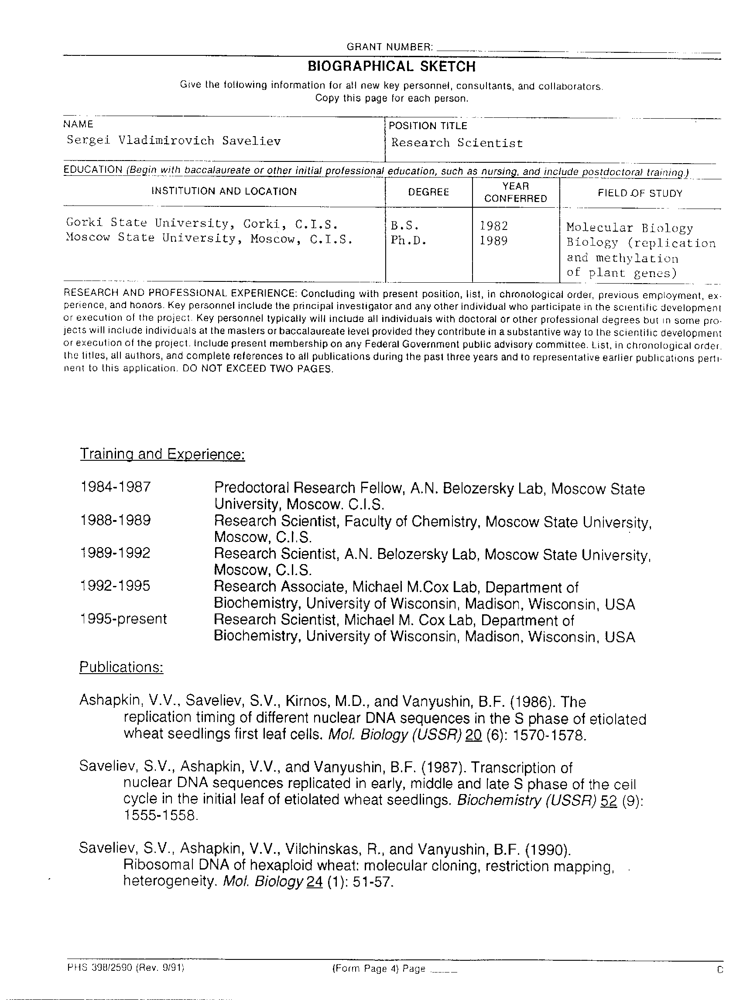 GRANT NUMBER:
BIOGRAPHICAL SKETCH
Give the following information for all new key personnel, consultants, and collaborators.
Copy this page for each person.
NAME
POSITION TITLE
Sergei Vladimirovich Saveliev
Research Scientist
EDUCATION (Begin with baccalaureate or other initial professional education, such as nursing, and include postdoctoral training.)
INSTITUTION AND LOCATION DEGREE YEAR CONFERRED FIELD OF STUDY
Gorki State University, Gorki, C.I.S. B.S. 1982 Molecular Biology
Moscow State University, Moscow, C.I.S. Ph.D. 1989 Biology (replication
and methylation
of plant genes)
RESEARCH AND PROFESSIONAL EXPERIENCE: Concluding with present position, list, in chronological order, previous employment, ex-
perience, and honors. Key personnel include the principal investigator and any other individual who participate in the scientific development
or execution of the project. Key personnel typically will include all individuals with doctoral or other professional degrees but in some pro-
jects will include individuals at the masters or baccalaureate level provided they contribute in a substantive way to the scientific development
or execution of the project. Include present membership on any Federal Government public advisory committee. List, in chronological order,
the titles, all authors, and complete references to all publications during the past three years and to representative earlier publications perti-
nent to this application. DO NOT EXCEED TWO PAGES.
Training and Experience:
1984-1987 Predoctoral Research Fellow, A.N. Belozersky Lab, Moscow State
University, Moscow. C.I.S.
1988-1989 Research Scientist, Faculty of Chemistry, Moscow State University,
Moscow, C.I.S.
1989-1992 Research Scientist, A.N. Belozersky Lab, Moscow State University,
Moscow, C.I.S.
1992-1995 Research Associate, Michael M.Cox Lab, Department of
Biochemistry, University of Wisconsin, Madison, Wisconsin, USA
1995-present Research Scientist, Michael M. Cox Lab, Department of
Biochemistry, University of Wisconsin, Madison, Wisconsin, USA
Publications:
Ashapkin, V.V., Saveliev, S.V., Kirnos, M.D., and Vanyushin, B.F. (1986). The
replication timing of different nuclear DNA sequences in the S phase of etiolated
wheat seedlings first leaf cells. Mol. Biology (USSR) 20 (6): 1570-1578.
Saveliev, S.V., Ashapkin, V.V., and Vanyushin, B.F. (1987). Transcription of
nuclear DNA sequences replicated in early, middle and late S phase of the cell
cycle in the initial leaf of etiolated wheat seedlings. Biochemistry (USSR) 52 (9):
1555-1558.
Saveliev, S.V., Ashapkin, V.V., Vilchinskas, R., and Vanyushin, B.F. (1990).
Ribosomal DNA of hexaploid wheat: molecular cloning, restriction mapping,
heterogeneity. Mol. Biology 24 (1): 51-57.
PHS 398/2590 (Rev. 9/91) (Form Page 4) Page